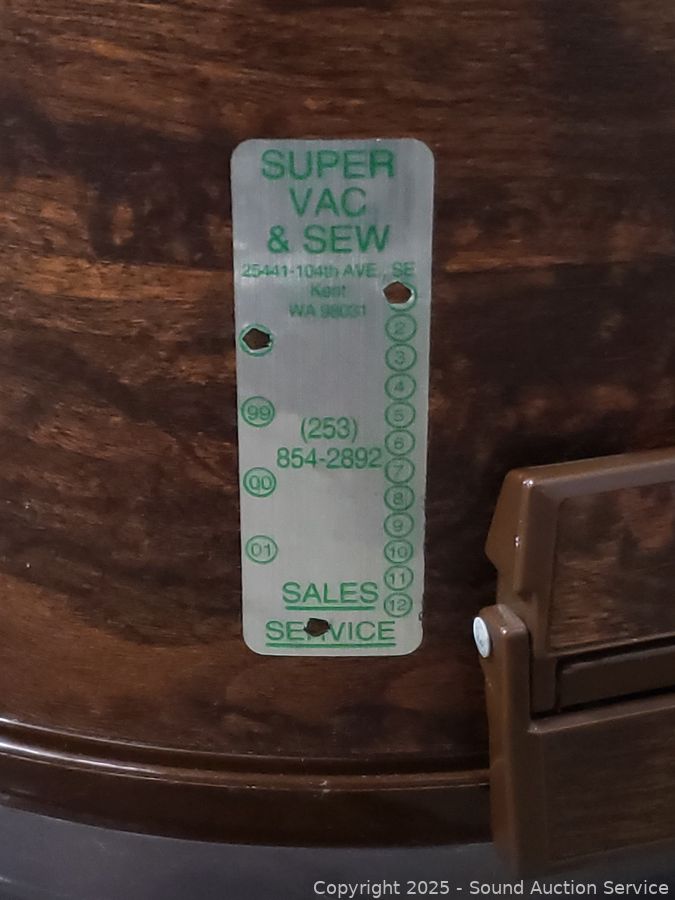 SUPER
VAC
& SEW
25441-104th AVE. SE
Kent
WA 98031
2
3
4
99
5
(253)
6
854-2892
7
00
8
9
01
10
11
SALES
12
SERVICE
Copyright 2025 - Sound Auction Service